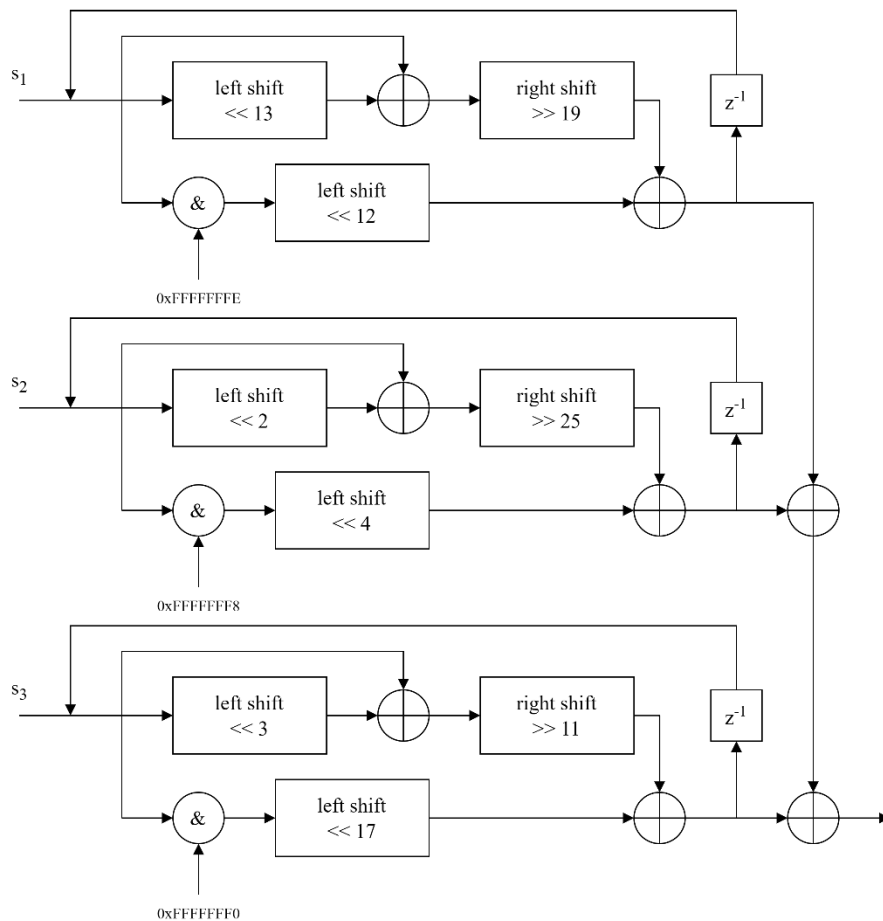 s1
left shift
<< 13
right shift
>> 19
z-1
&
left shift
<< 12
0xFFFFFFFE
s2
left shift
<< 2
right shift
>> 25
z-1
&
left shift
<< 4
0xFFFFFFF8
s3
left shift
<< 3
right shift
>> 11
z-1
&
left shift
<< 17
0xFFFFFFF0